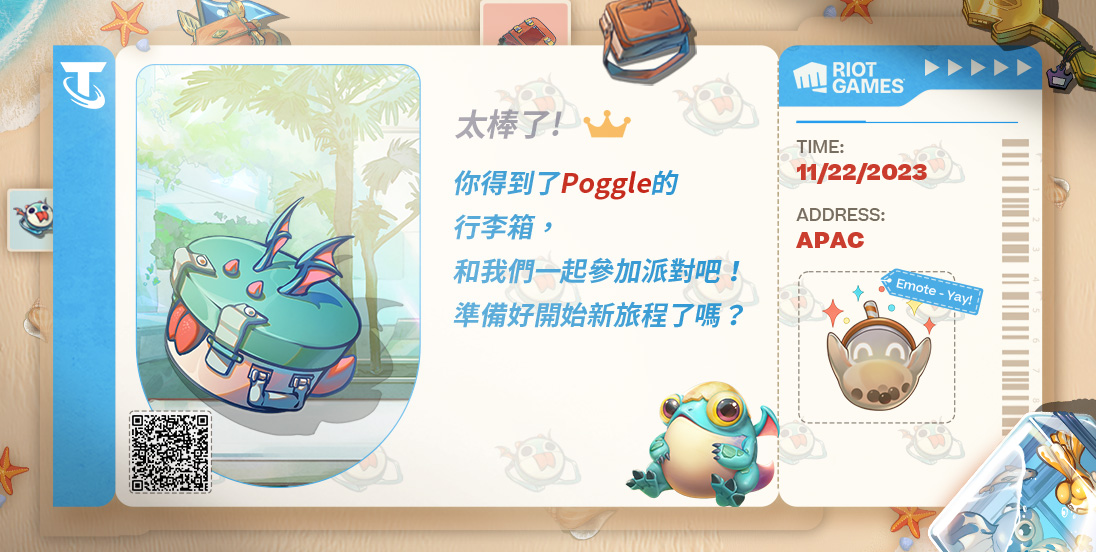 太棒了!
你得到了Poggle的
行李箱，
和我們一起參加派對吧！
準備好開始新旅程了嗎？
RIOT
GAMES
TIME:
11/22/2023
ADDRESS:
APAC
Emote - Yay!